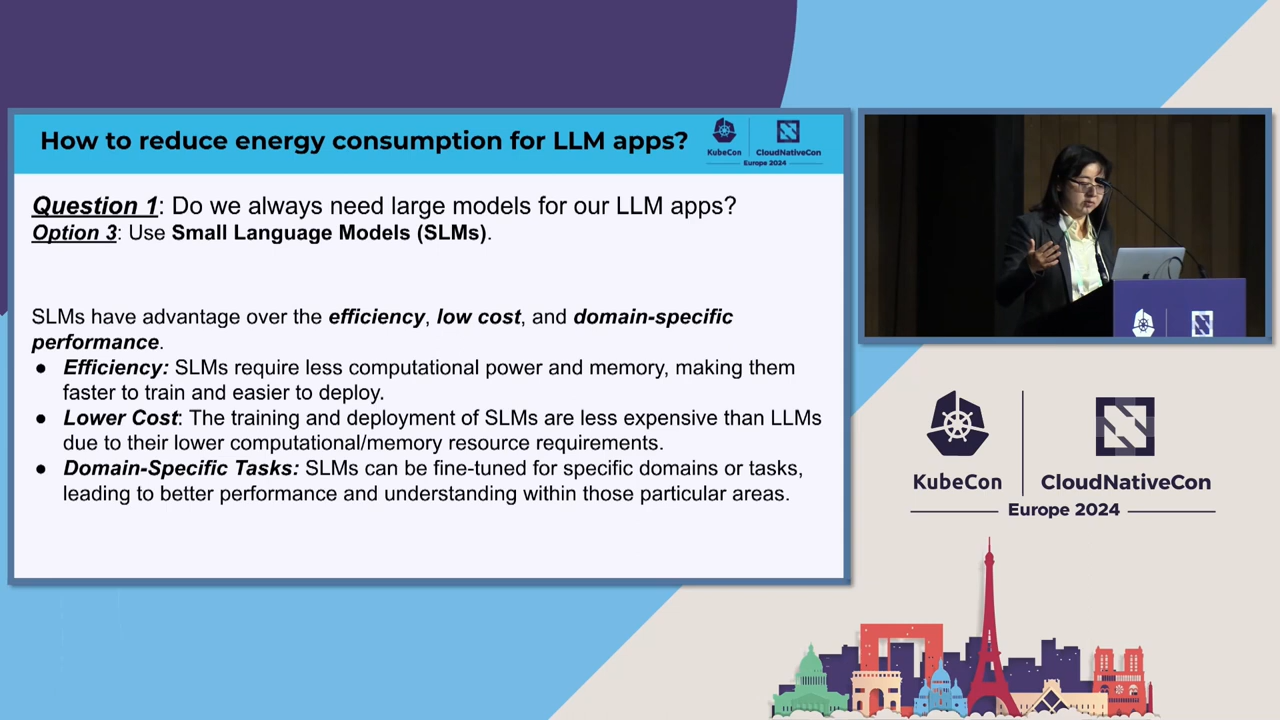 How to reduce energy consumption for LLM apps?
KubeCon
CloudNativeCon
Europe 2024
Question 1: Do we always need large models for our LLM apps?
Option 3: Use Small Language Models (SLMs).
SLMs have advantage over the efficiency, low cost, and domain-specific
performance.
● Efficiency: SLMs require less computational power and memory, making them
faster to train and easier to deploy.
● Lower Cost: The training and deployment of SLMs are less expensive than LLMs
due to their lower computational/memory resource requirements.
● Domain-Specific Tasks: SLMs can be fine-tuned for specific domains or tasks,
leading to better performance and understanding within those particular areas.
KubeCon
CloudNativeCon
Europe 2024